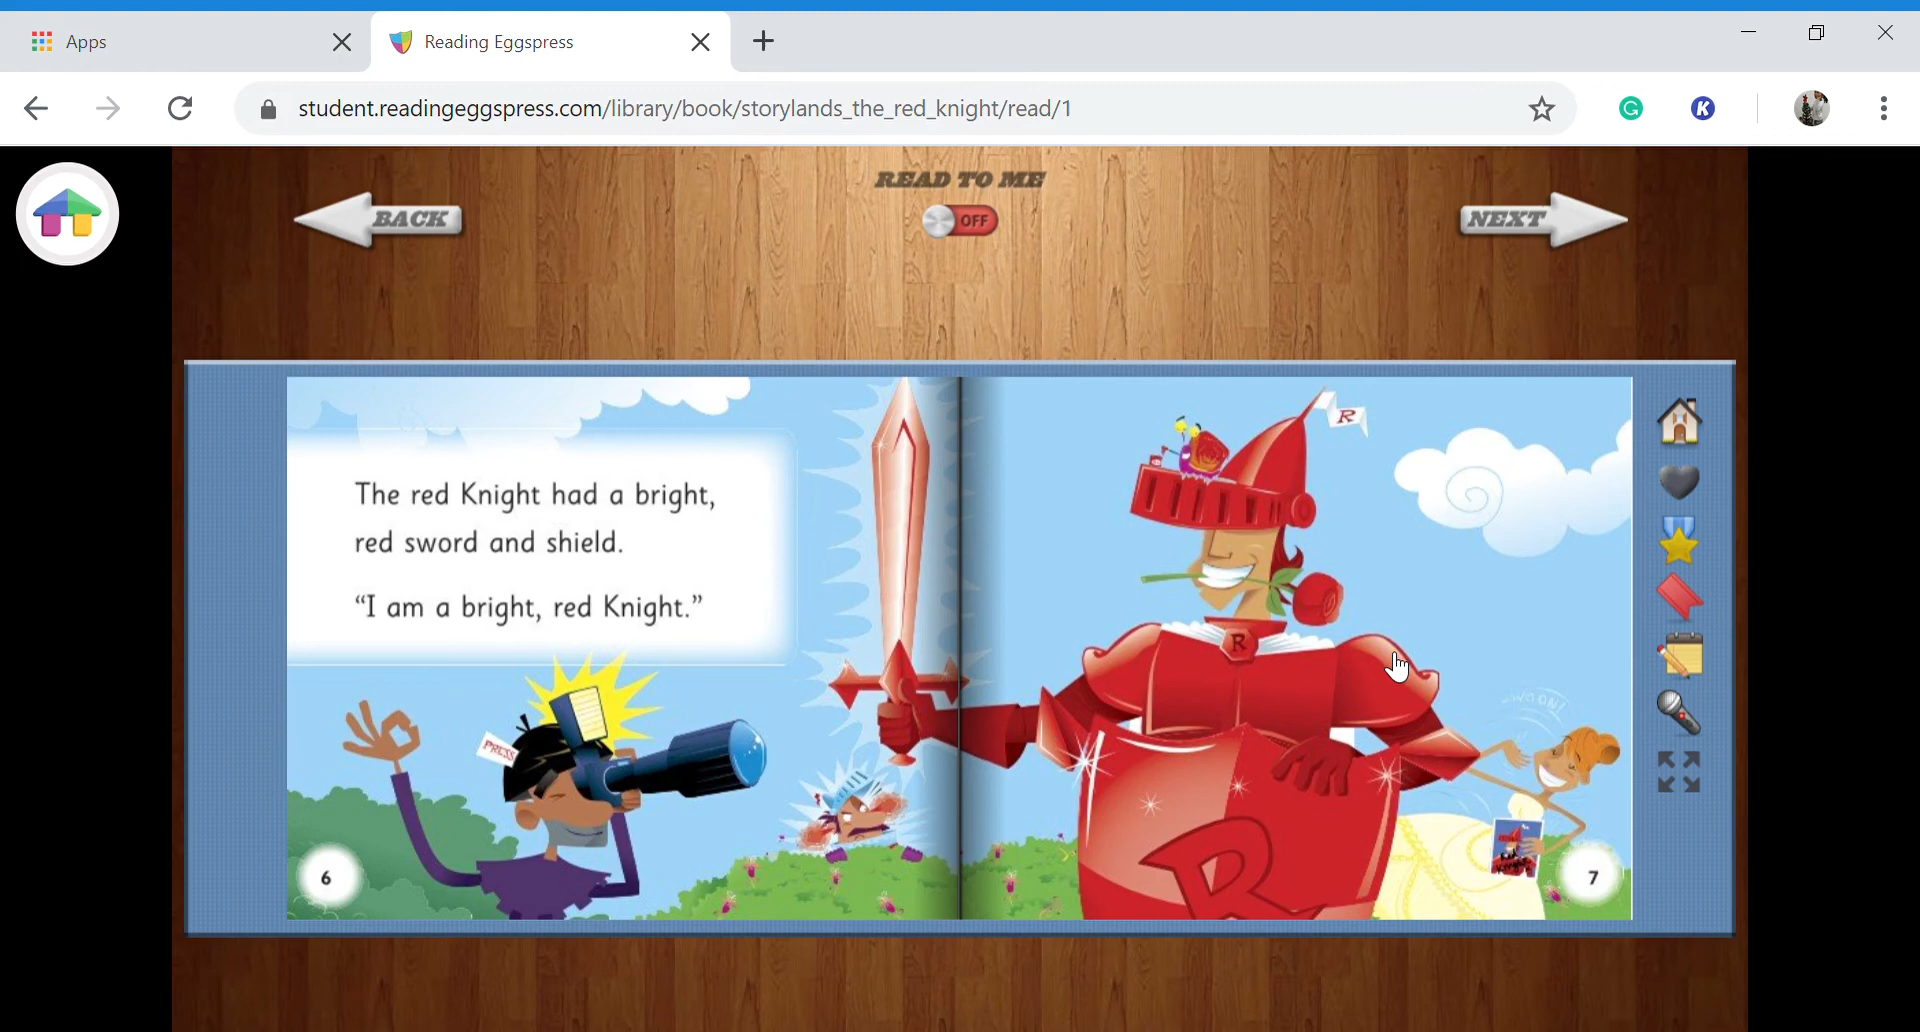 Apps
Reading Eggspress
student.readingeggspress.com/library/book/storylands_the_red_knight/read/1
READ TO ME
BACK
OFF
NEXT
R
The red Knight had a bright,
red sword and shield.
“I am a bright, red Knight.”
R
PRESS
R
6
7